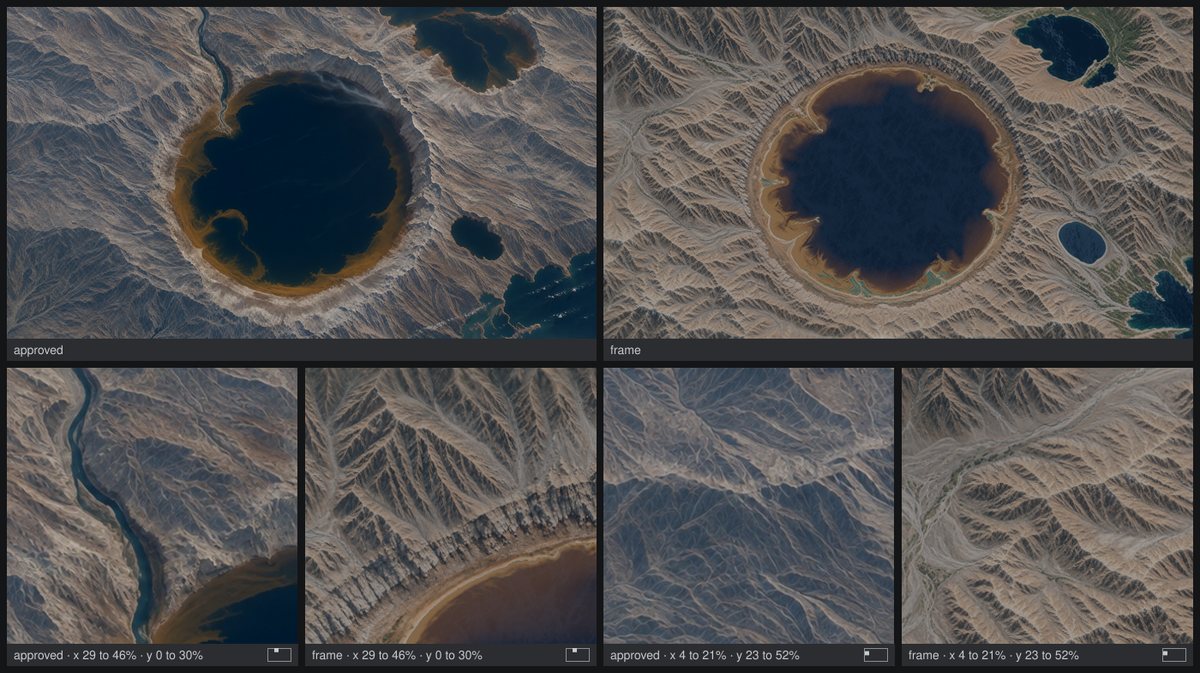 approved
frame
approved · x 29 to 46% · y 0 to 30%
frame · x 29 to 46% · y 0 to 30%
approved · x 4 to 21% · y 23 to 52%
frame · x 4 to 21% · y 23 to 52%